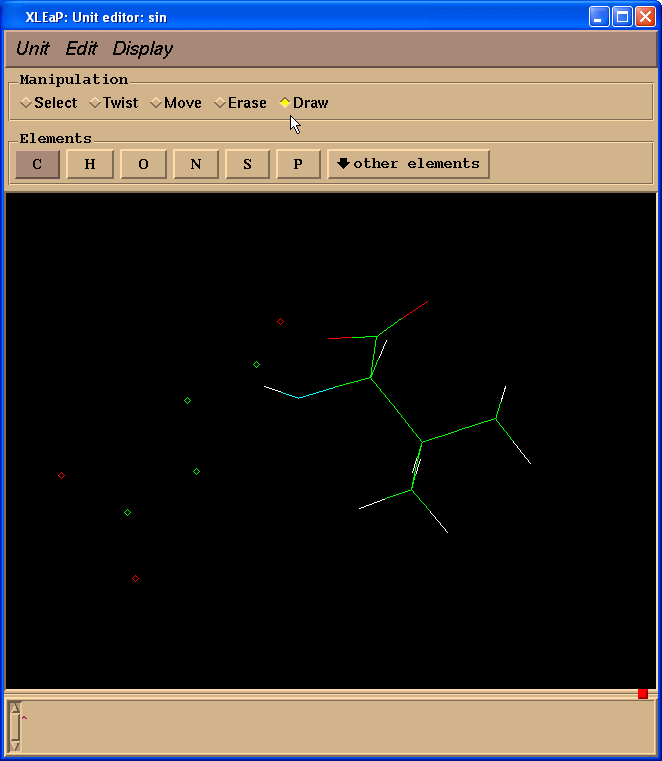 XLEaP: Unit editor: sin
Unit Edit Display
Manipulation
Select Twist Move Erase Draw
Elements
C H O N S P other elements
^